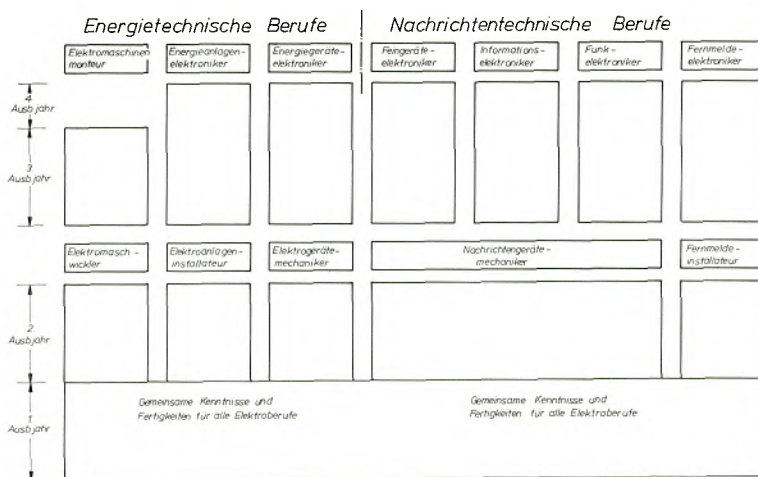 Energietechnische Berufe
Nachrichtentechnische Berufe
Elektromaschinen
monteur
Energieanlagen-
elektroniker
Energiegeräte-
elektroniker
Feingeräte-
elektroniker
Informations-
elektroniker
Funk-
elektroniker
Fernmelde-
elektroniker
4
Ausb.jahr
3
Ausb.jahr
Elektromasch -
wickler
Elektroanlagen-
installateur
Elektrogeräte-
mechaniker
Nachrichtengeräte -
mechaniker
Fernmelde -
installateur
2
Ausb.jahr
1
Ausb.jahr
Gemeinsame Kenntnisse und
Fertigkeiten für alle Elektroberufe
Gemeinsame Kenntnisse und
Fertigkeiten für alle Elektroberufe